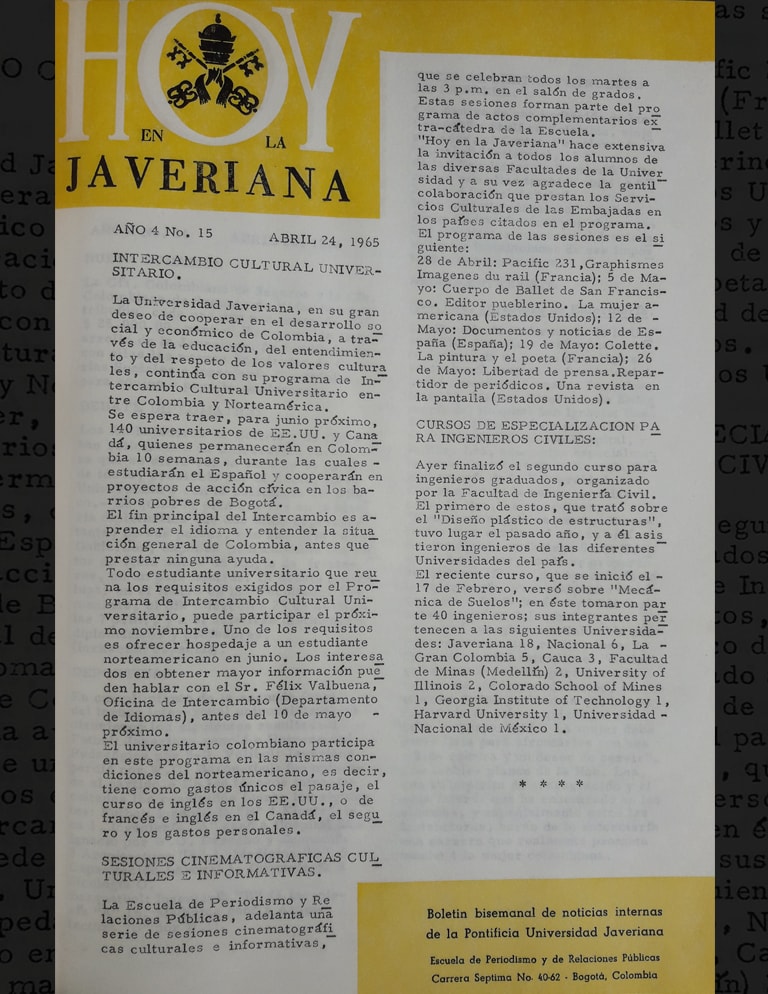 HOY
EN LA
JAVERIANA
AÑO 4 No. 15 ABRIL 24, 1965
INTERCAMBIO CULTURAL UNIVER-
SITARIO.
La Universidad Javeriana, en su gran
deseo de cooperar en el desarrollo so
cial y económico de Colombia, a tra-
vés de la educación, del entendimien-
to y del respeto de los valores cultura
les, continúa con su programa de In-
tercambio Cultural Universitario en-
tre Colombia y Norteamérica.
Se espera traer, para junio próximo,
140 universitarios de EE.UU. y Cana
dá, quienes permanecerán en Colom-
bia 10 semanas, durante las cuales -
estudiarán el Español y cooperarán en
proyectos de acción cívica en los ba-
rrios pobres de Bogotá.
El fin principal del Intercambio es a-
prender el idioma y entender la situa
ción general de Colombia, antes que
prestar ninguna ayuda.
Todo estudiante universitario que reu
na los requisitos exigidos por el Pro-
grama de Intercambio Cultural Uni-
versitario, puede participar el próxi-
mo noviembre. Uno de los requisitos
es ofrecer hospedaje a un estudiante
norteamericano en junio. Los interesa
dos en obtener mayor información pue
den hablar con el Sr. Félix Valbuena,
Oficina de Intercambio (Departamento
de Idiomas), antes del 10 de mayo -
próximo.
El universitario colombiano participa
en este programa en las mismas con-
diciones del norteamericano, es decir,
tiene como gastos únicos el pasaje, el
curso de inglés en los EE.UU., o de
francés e inglés en el Canadá, el segu
ro y los gastos personales.
SESIONES CINEMATOGRAFICAS CUL
TURALES E INFORMATIVAS.
La Escuela de Periodismo y Re
laciones Públicas, adelanta una
serie de sesiones cinematográfi
cas culturales e informativas,
que se celebran todos los martes a
las 3 p.m. en el salón de grados.
Estas sesiones forman parte del pro
grama de actos complementarios ex
tra-cátedra de la Escuela.
"Hoy en la Javeriana" hace extensiva
la invitación a todos los alumnos de
las diversas Facultades de la Univer
sidad y a su vez agradece la gentil
colaboración que prestan los Servi-
cios Culturales de las Embajadas en
los países citados en el programa.
El programa de las sesiones es el si
guiente:
28 de Abril: Pacific 231,Graphismes
Imagenes du rail (Francia); 5 de Ma-
yo: Cuerpo de Ballet de San Francis-
co. Editor pueblerino. La mujer a-
mericana (Estados Unidos); 12 de -
Mayo: Documentos y noticias de Es-
paña (España); 19 de Mayo: Colette.
La pintura y el poeta (Francia); 26
de Mayo: Libertad de prensa.Repar-
tidor de periódicos. Una revista en
la pantalla (Estados Unidos).
CURSOS DE ESPECIALIZACION PA
RA INGENIEROS CIVILES:
Ayer finalizó el segundo curso para
ingenieros graduados, organizado
por la Facultad de Ingeniería Civil.
El primero de estos, que trató sobre
el "Diseño plástico de estructuras",
tuvo lugar el pasado año, y a él asis
tieron ingenieros de las diferentes
Universidades del país.
El reciente curso, que se inició el -
17 de Febrero, versó sobre "Mecá-
nica de Suelos"; en éste tomaron par
te 40 ingenieros; sus integrantes per
tenecen a las siguientes Universida-
des: Javeriana 18, Nacional 6, La -
Gran Colombia 5, Cauca 3, Facultad
de Minas (Medellín) 2, University of
Illinois 2, Colorado School of Mines
1, Georgia Institute of Technology 1,
Harvard University 1, Universidad -
Nacional de México 1.
* * * *
Boletin bisemanal de noticias internas
de la Pontificia Universidad Javeriana
Escuela de Periodismo y de Relaciones Públicas
Carrera Septima No. 40-62 - Bogotá, Colombia